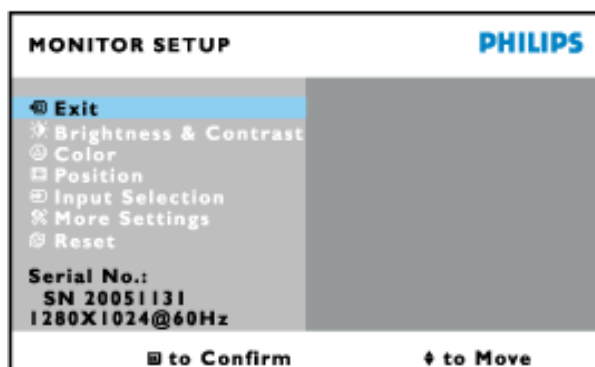 MONITOR SETUP PHILIPS
Exit
Brightness & Contrast
Color
Position
Input Selection
More Settings
Reset
Serial No.:
SN 20051131
1280X1024@60Hz
to Confirm to Move